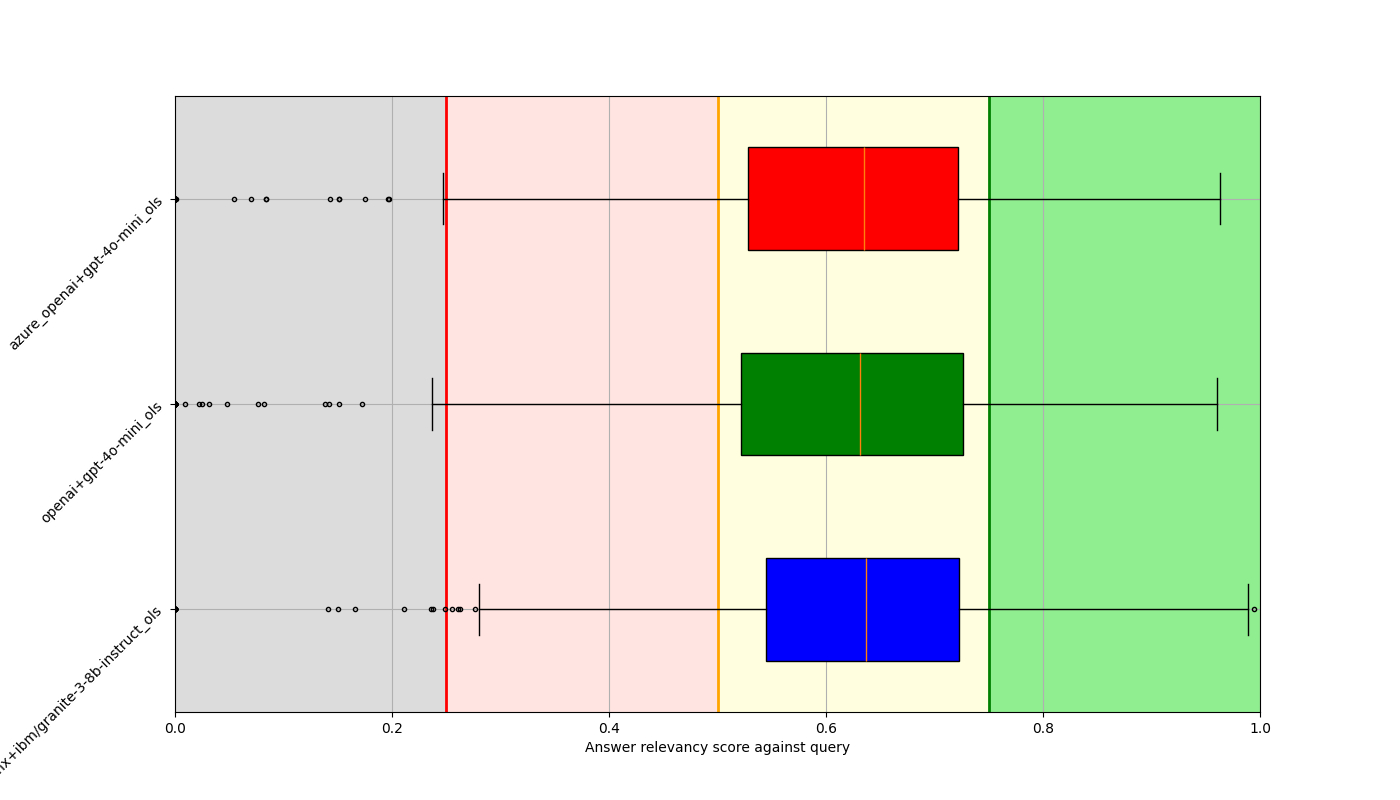 azure_openai+gpt-4o-mini_ols
openai+gpt-4o-mini_ols
x+ibm/granite-3-8b-instruct_ols
0.0 0.2 0.4 0.6 0.8 1.0
Answer relevancy score against query